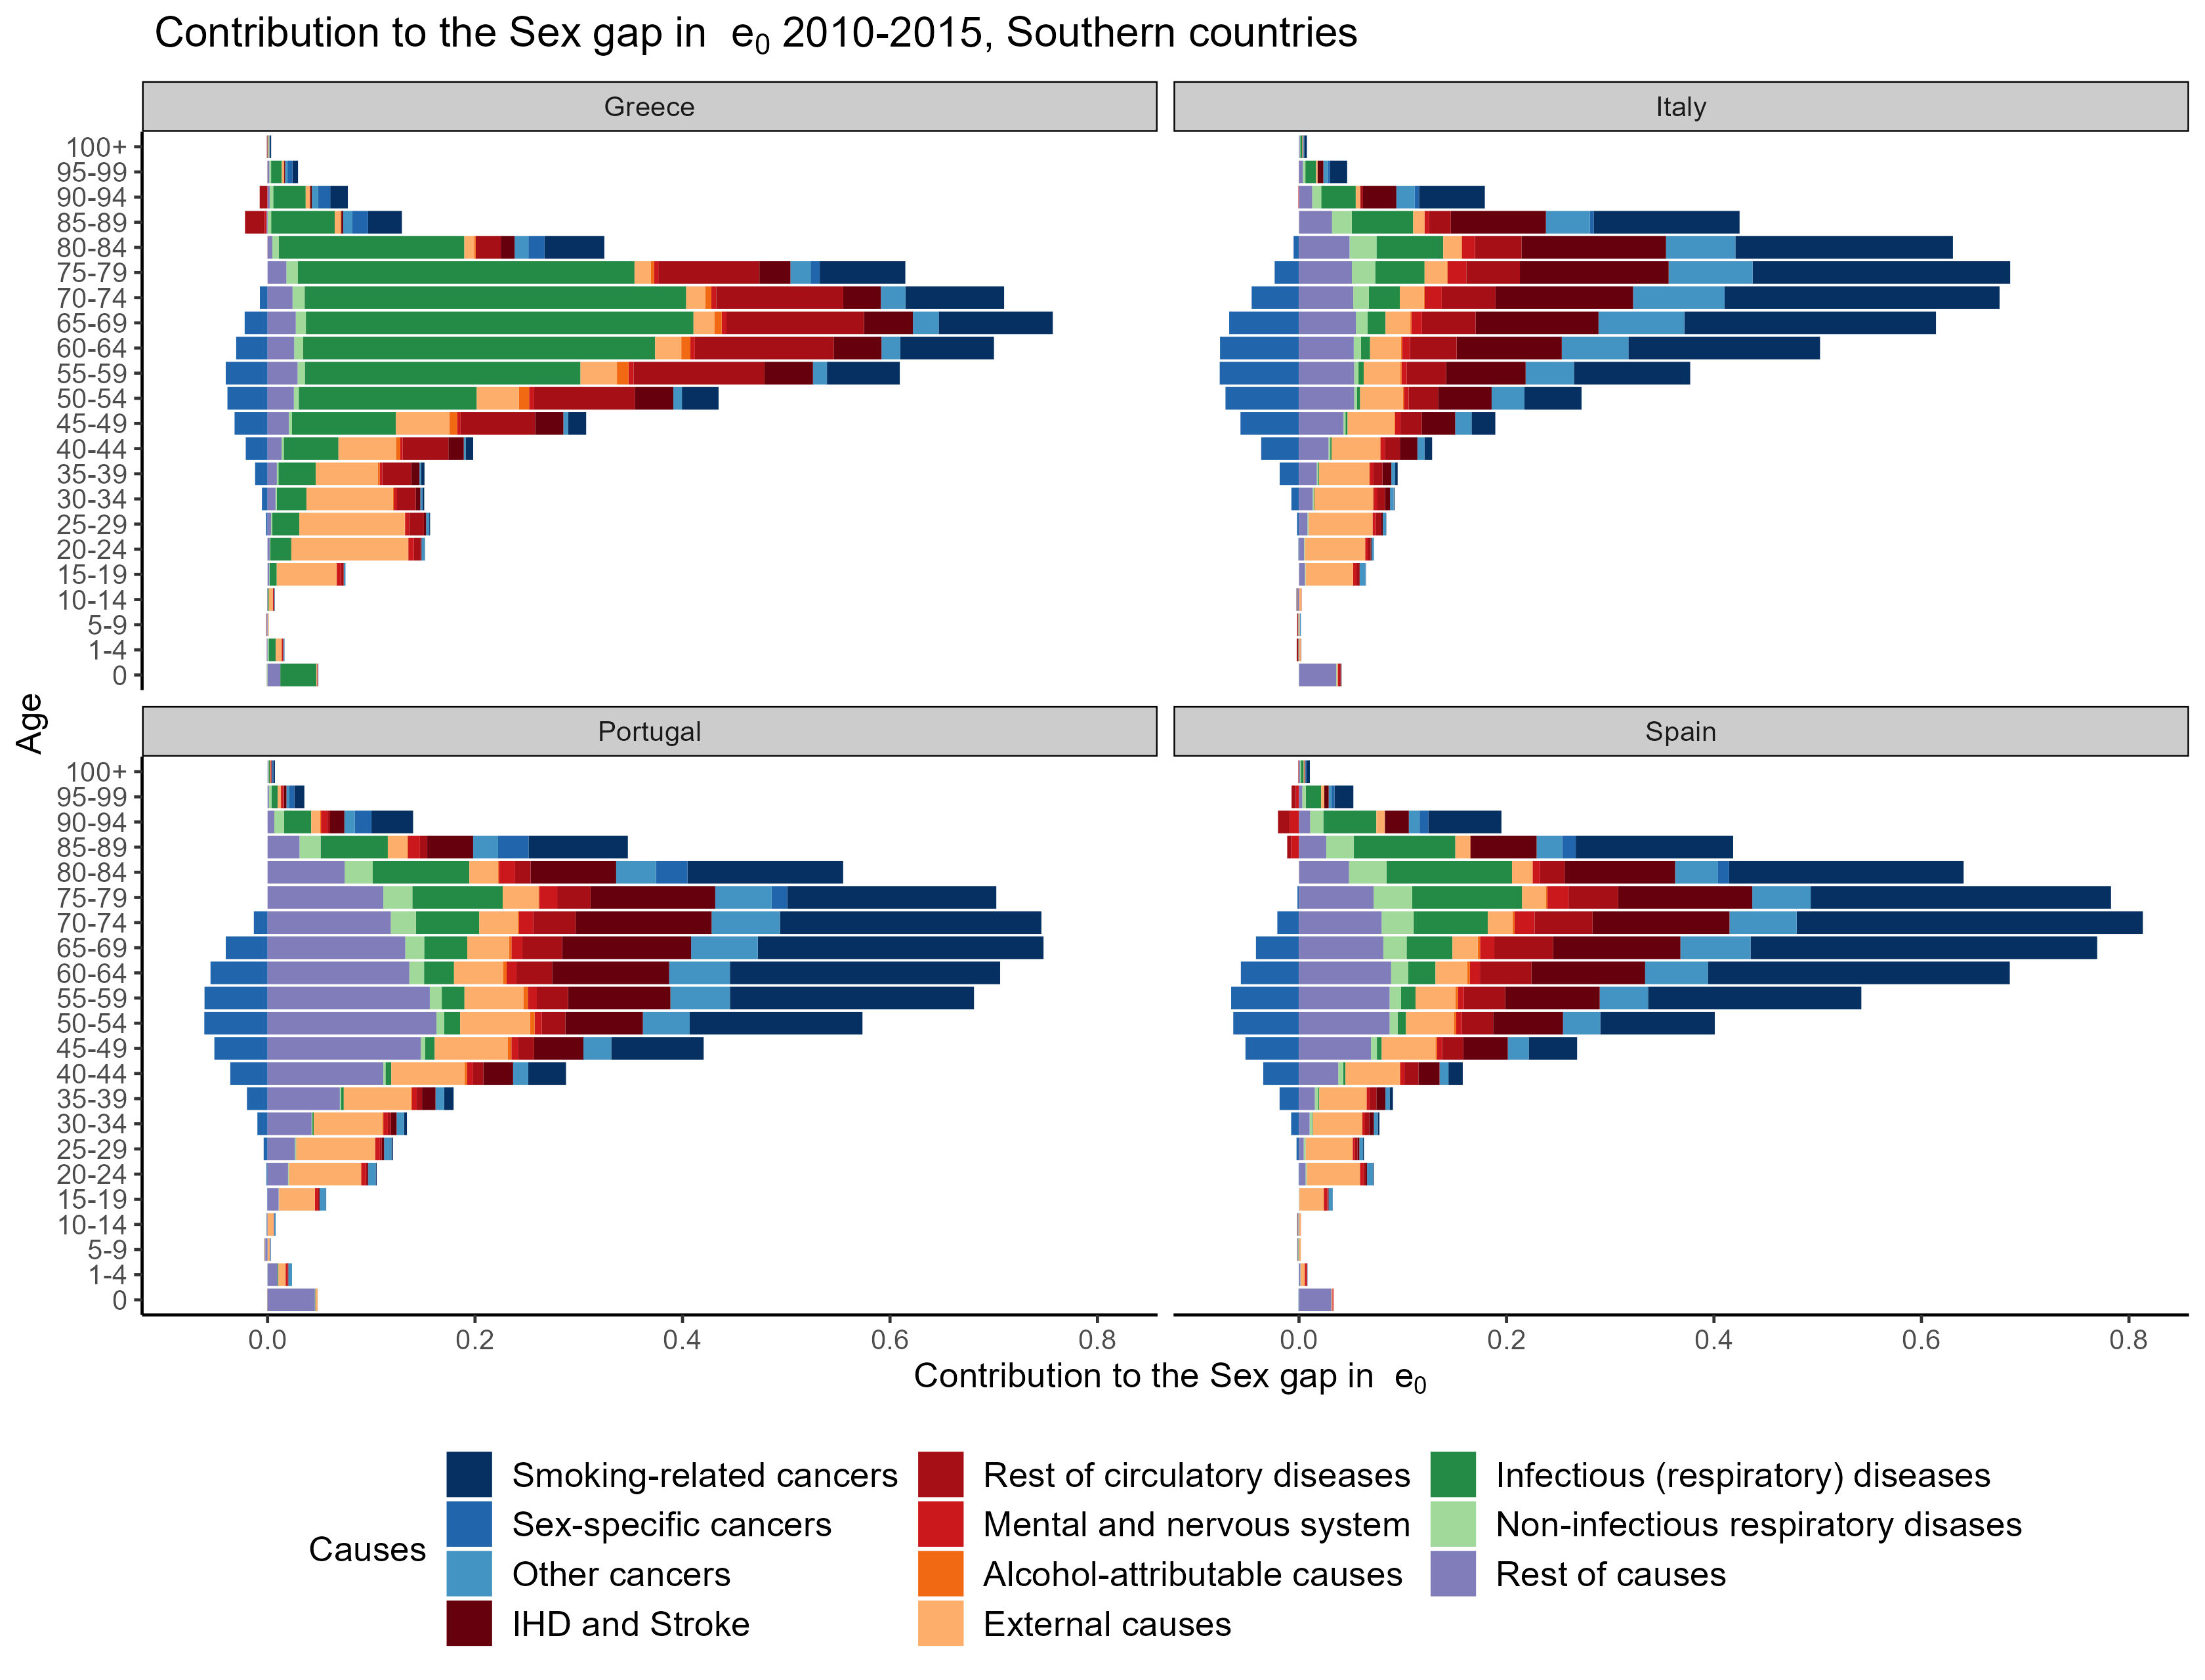 Contribution to the Sex gap in e0 2010-2015, Southern countries
Greece
Italy
100+
95-99
90-94
85-89
80-84
75-79
70-74
65-69
60-64
55-59
50-54
45-49
40-44
35-39
30-34
25-29
20-24
15-19
10-14
5-9
1-4
0
Age
Portugal
Spain
100+
95-99
90-94
85-89
80-84
75-79
70-74
65-69
60-64
55-59
50-54
45-49
40-44
35-39
30-34
25-29
20-24
15-19
10-14
5-9
1-4
0
0.0 0.2 0.4 0.6 0.8 0.0 0.2 0.4 0.6 0.8
Contribution to the Sex gap in e0
Causes
Smoking-related cancers
Sex-specific cancers
Other cancers
IHD and Stroke
Rest of circulatory diseases
Mental and nervous system
Alcohol-attributable causes
External causes
Infectious (respiratory) diseases
Non-infectious respiratory disases
Rest of causes